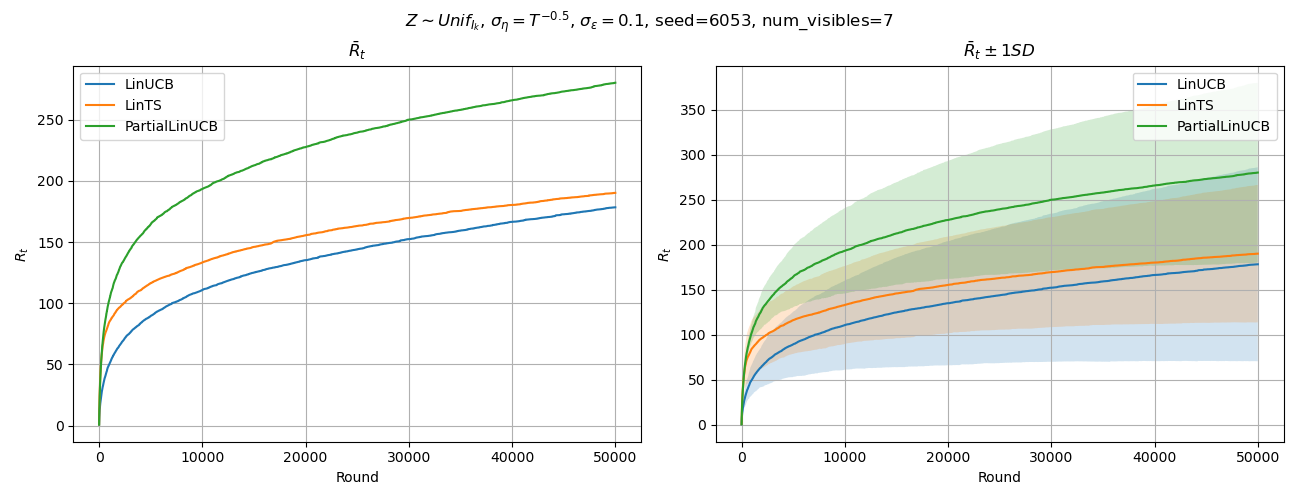 Z ∼ Unif_{I_k}, σ_η = T^{−0.5}, σ_ε = 0.1, seed=6053, num_visibles=7
R̄_t
LinUCB
LinTS
PartialLinUCB
250
200
150
100
50
0
R_t
0 10000 20000 30000 40000 50000
Round
R̄_t ± 1SD
LinUCB
LinTS
PartialLinUCB
350
300
250
200
150
100
50
0
R_t
0 10000 20000 30000 40000 50000
Round